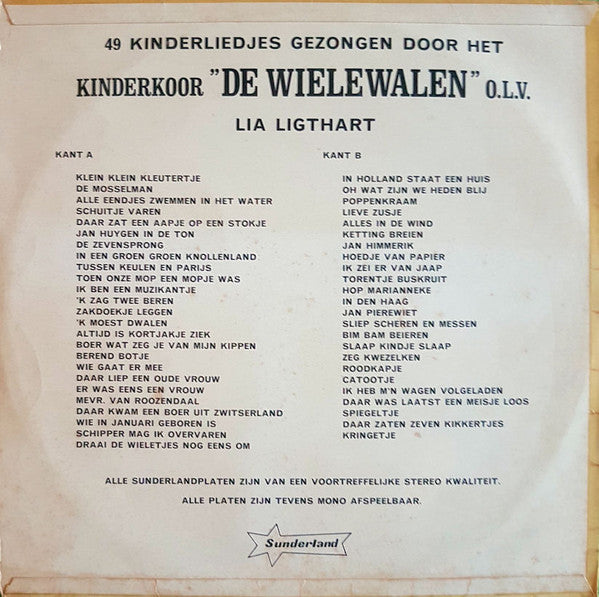 49 KINDERLIEDJES GEZONGEN DOOR HET
KINDERKOOR "DE WIELEWALEN" O.L.V.
LIA LIGTHART
KANT A
KLEIN KLEIN KLEUTERTJE
DE MOSSELMAN
ALLE EENDJES ZWEMMEN IN HET WATER
SCHUITJE VAREN
DAAR ZAT EEN AAPJE OP EEN STOKJE
JAN HUYGEN IN DE TON
DE ZEVENSPRONG
IN EEN GROEN GROEN KNOLLENLAND
TUSSEN KEULEN EN PARIJS
TOEN ONZE MOP EEN MOPJE WAS
IK BEN EEN MUZIKANTJE
'K ZAG TWEE BEREN
ZAKDOEKJE LEGGEN
'K MOEST DWALEN
ALTIJD IS KORTJAKJE ZIEK
BOER WAT ZEG JE VAN MIJN KIPPEN
BEREND BOTJE
WIE GAAT ER MEE
DAAR LIEP EEN OUDE VROUW
ER WAS EENS EEN VROUW
MEVR. VAN ROOZENDAAL
DAAR KWAM EEN BOER UIT ZWITSERLAND
WIE IN JANUARI GEBOREN IS
SCHIPPER MAG IK OVERVAREN
DRAAI DE WIELETJES NOG EENS OM
KANT B
IN HOLLAND STAAT EEN HUIS
OH WAT ZIJN WE HEDEN BLIJ
POPPENKRAAM
LIEVE ZUSJE
ALLES IN DE WIND
KETTING BREIEN
JAN HIMMERIK
HOEDJE VAN PAPIER
IK ZEI ER VAN JAAP
TORENTJE BUSKRUIT
HOP MARIANNEKE
IN DEN HAAG
JAN PIEREWIET
SLIEP SCHEREN EN MESSEN
BIM BAM BEIEREN
SLAAP KINDJE SLAAP
ZEG KWEZELKEN
ROODKAPJE
CATOOTJE
IK HEB M'N WAGEN VOLGELADEN
DAAR WAS LAATST EEN MEISJE LOOS
SPIEGELTJE
DAAR ZATEN ZEVEN KIKKERTJES
KRINGETJE
ALLE SUNDERLANDPLATEN ZIJN VAN EEN VOORTREFFELIJKE STEREO KWALITEIT.
ALLE PLATEN ZIJN TEVENS MONO AFSPEELBAAR.
Sunderland